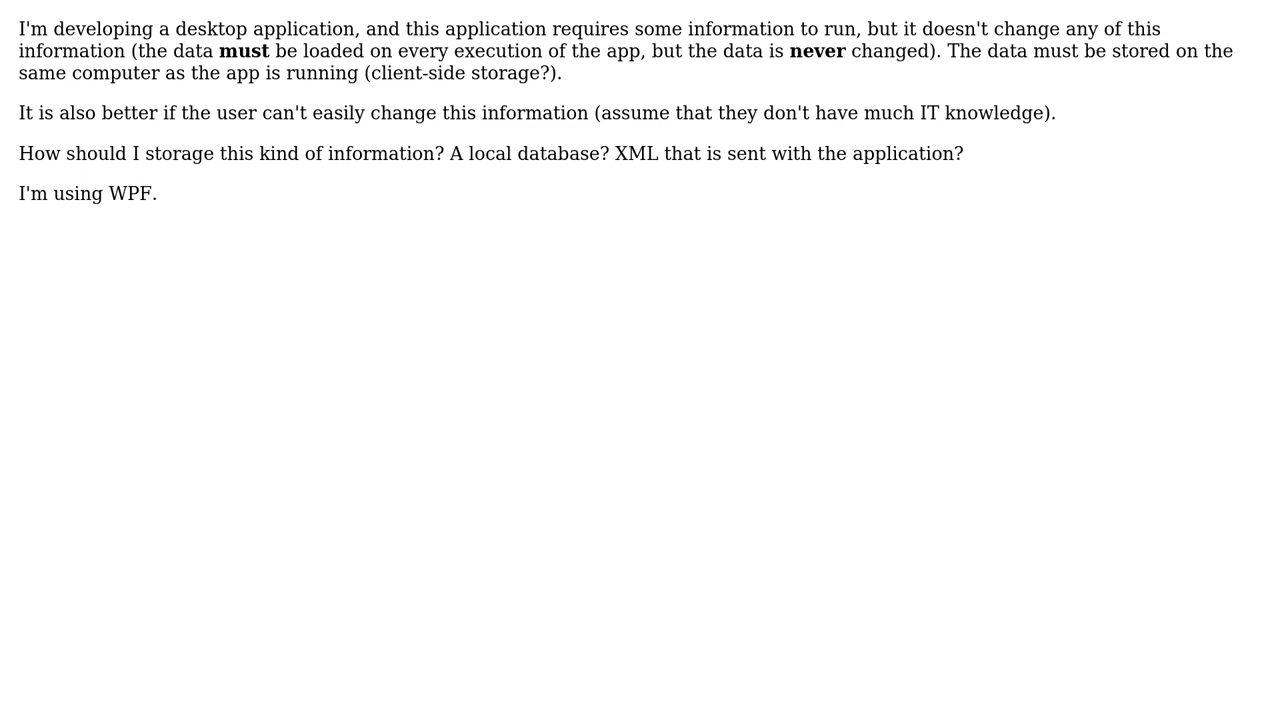 I'm developing a desktop application, and this application requires some information to run, but it doesn't change any of this
information (the data must be loaded on every execution of the app, but the data is never changed). The data must be stored on the
same computer as the app is running (client-side storage?).
It is also better if the user can't easily change this information (assume that they don't have much IT knowledge).
How should I storage this kind of information? A local database? XML that is sent with the application?
I'm using WPF.